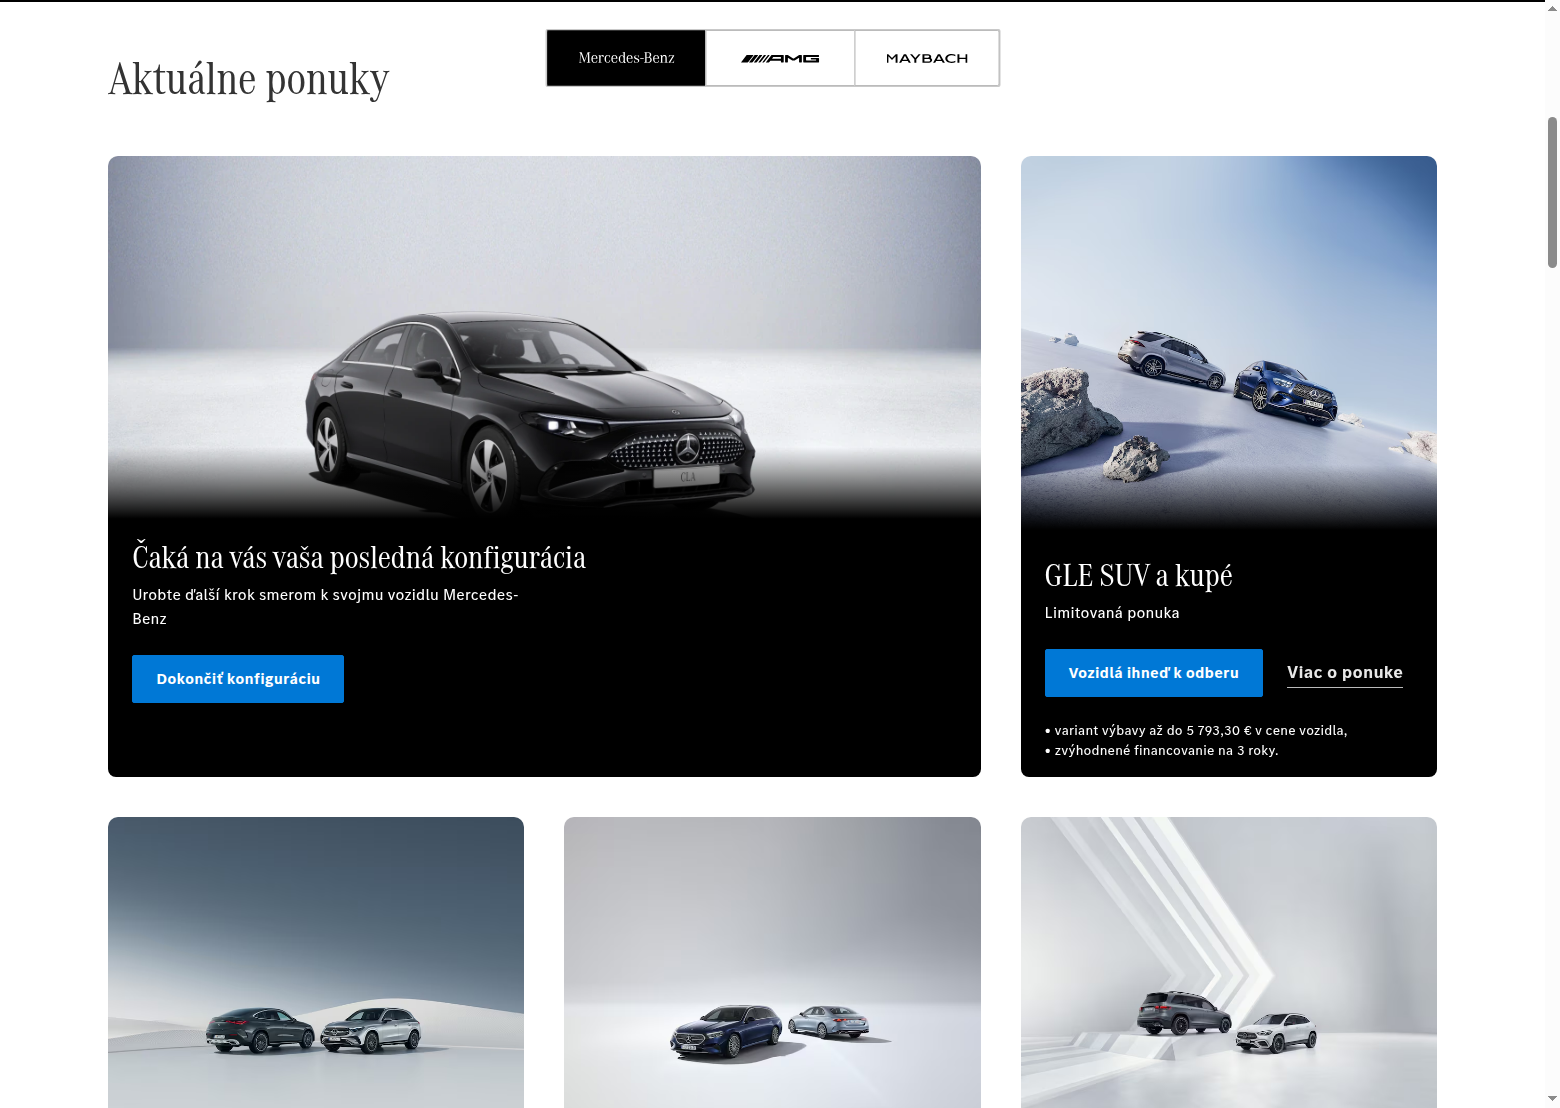 Aktuálne ponuky
Mercedes-Benz
AMG
MAYBACH
CLA
Čaká na vás vaša posledná konfigurácia
Urobte ďalší krok smerom k svojmu vozidlu Mercedes-
Benz
Dokončiť konfiguráciu
GLE SUV a kupé
Limitovaná ponuka
Vozidlá ihneď k odberu
Viac o ponuke
• variant výbavy až do 5 793,30 € v cene vozidla,
• zvýhodnené financovanie na 3 roky.